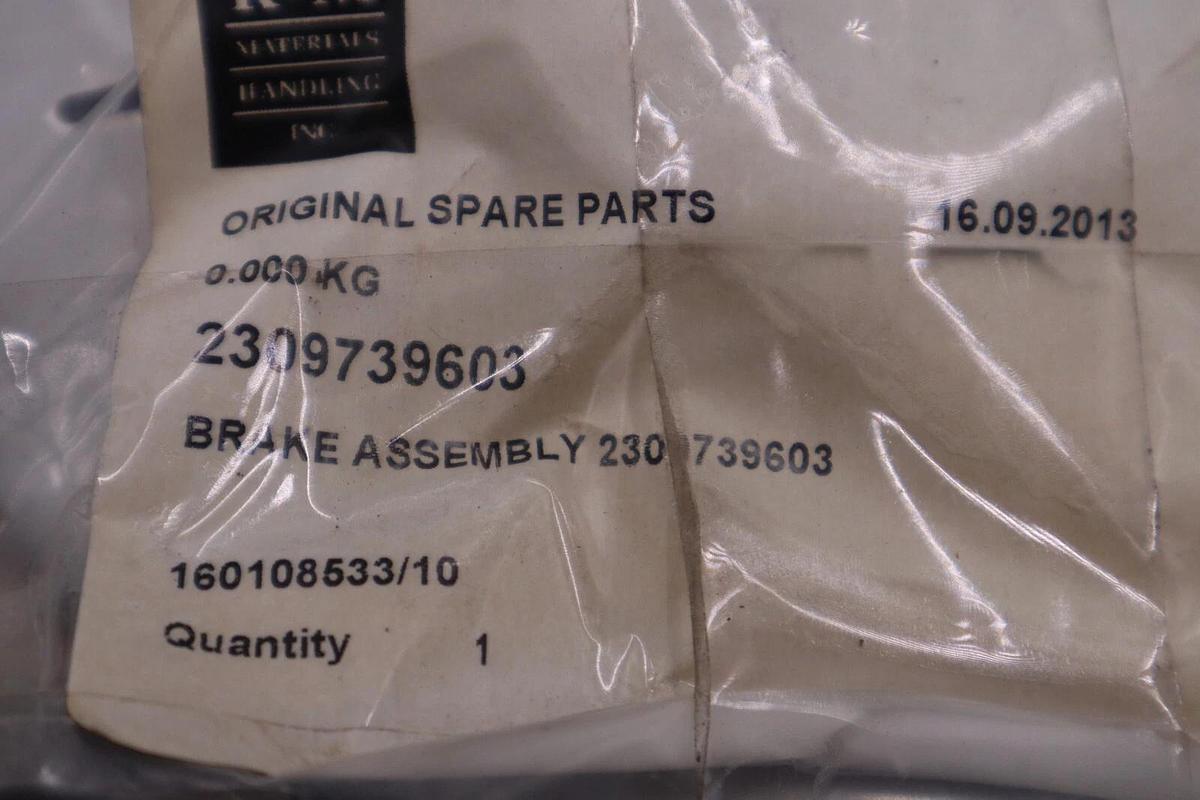 MATERIALS
HANDLING
INC.
ORIGINAL SPARE PARTS 16.09.2013
0.000 KG
2309739603
BRAKE ASSEMBLY 2309739603
160108533/10
Quantity 1